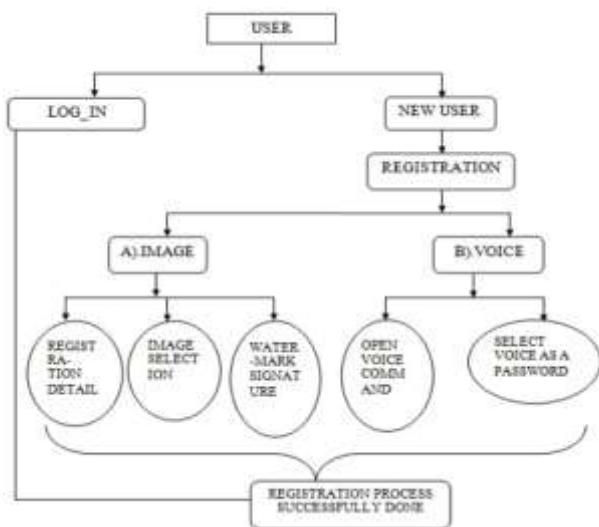 USER
LOG_IN
NEW USER
REGISTRATION
A).IMAGE
B).VOICE
REGIST
RA-
TION
DETAIL
IMAGE
SELECT
ION
WATER
-MARK
SIGNAT
URE
OPEN
VOICE
COMM
AND
SELECT
VOICE AS A
PASSWORD
REGISTRATION PROCESS
SUCCESSFULLY DONE